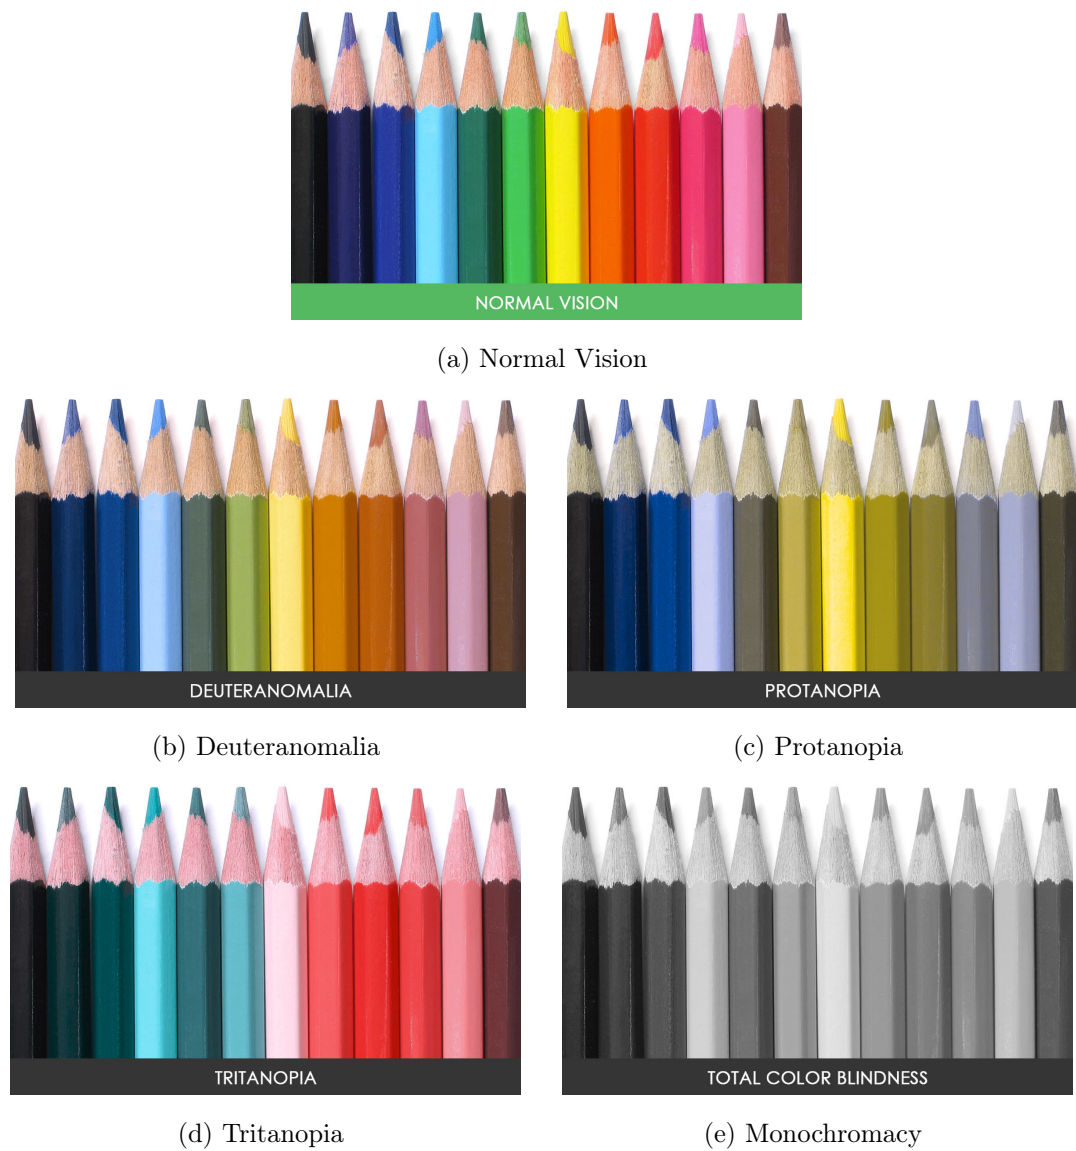 NORMAL VISION
(a) Normal Vision
DEUTERANOMALIA
PROTANOPIA
(b) Deuteranomalia
(c) Protanopia
TRITANOPIA
TOTAL COLOR BLINDNESS
(d) Tritanopia
(e) Monochromacy